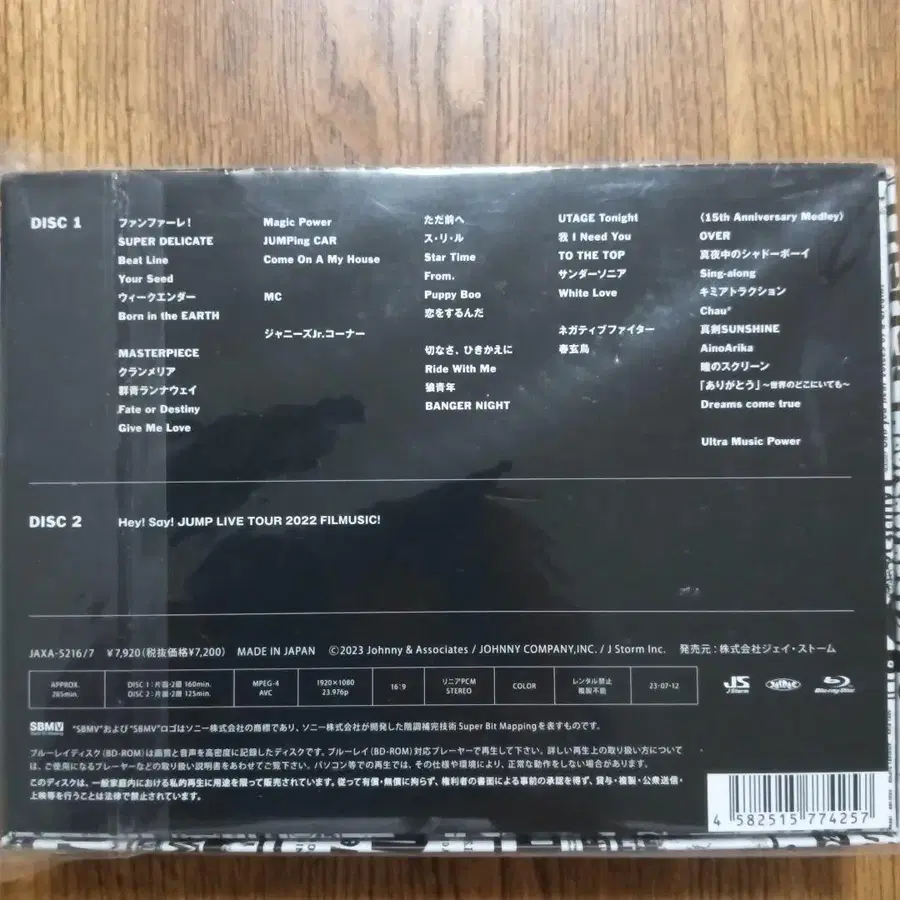 DISC 1
ファンファーレ!
SUPER DELICATE
Beat Line
Your Seed
ウィークエンダー
Born in the EARTH
MASTERPIECE
クランメリア
群青ランナウェイ
Fate or Destiny
Give Me Love
Magic Power
JUMPing CAR
Come On A My House
MC
ジャニーズJr.コーナー
ただ前へ
ス・リ・ル
Star Time
From.
Puppy Boo
恋をするんだ
切なさ、ひきかえに
Ride With Me
狼青年
BANGER NIGHT
UTAGE Tonight
我 I Need You
TO THE TOP
サンダーソニア
White Love
ネガティブファイター
春玄鳥
(15th Anniversary Medley)
OVER
真夜中のシャドーボーイ
Sing-along
キミアトラクション
Chau#
真剣SUNSHINE
AinoArika
瞳のスクリーン
「ありがとう」~世界のどこにいても~
Dreams come true
Ultra Music Power
DISC 2
Hey! Say! JUMP LIVE TOUR 2022 FILMUSIC!
JAXA-5216/7 ¥7,920(税抜価格¥7,200) MADE IN JAPAN ©2023 Johnny & Associates / JOHNNY COMPANY,INC. / J Storm Inc. 発売元:株式会社ジェイ・ストーム
APPROX. 285min.
DISC 1:片面・2層 160min.
DISC 2:片面・2層 125min.
MPEG-4 AVC
1920×1080 23.976p
16:9
リニアPCM STEREO
COLOR
レンタル禁止 複製不能
23・07・12
JS
J Storm
Blu-ray Disc
SBMV
"SBMV"および"SBMV"ロゴはソニー株式会社の商標であり、ソニー株式会社が開発した階調補完技術 Super Bit Mappingを表すものです。
ブルーレイディスク(BD-ROM)は画質と音声を高密度に記録したディスクです。ブルーレイ(BD-ROM)対応プレーヤーで再生して下さい。詳しい再生上の取り扱い方について
は、ご使用になるプレーヤーなどの取り扱い説明書をあわせてご覧下さい。パソコン等での再生では、その仕様や環境により、正常な動作をしない場合があります。
このディスクは、一般家庭内における私的再生に用途を限って販売されています。従って有償・無償に拘らず、権利者の書面による事前の承認を得ず、貸与・複製・公衆送信・
上映等を行うことは法律で禁止されています。
4 582515 774257